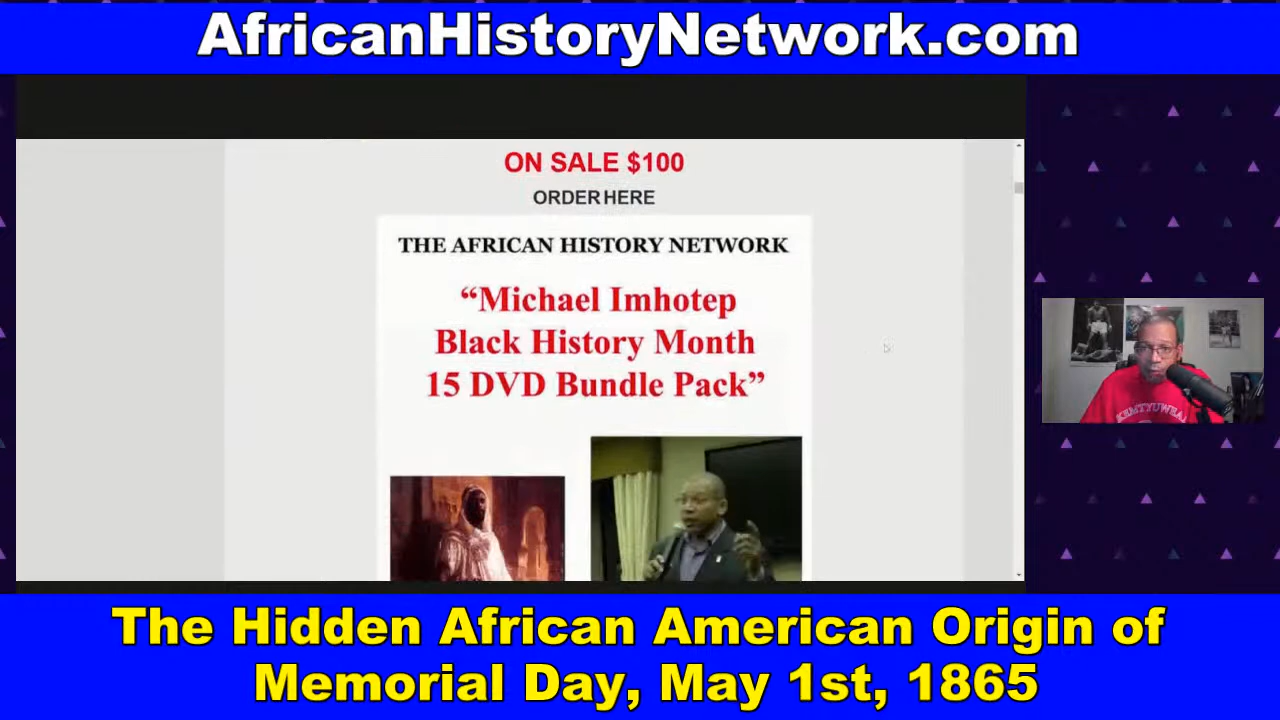 AfricanHistoryNetwork.com
ON SALE $100
ORDER HERE
THE AFRICAN HISTORY NETWORK
“Michael Imhotep
Black History Month
15 DVD Bundle Pack”
KEMTYUWEAR
The Hidden African American Origin of
Memorial Day, May 1st, 1865